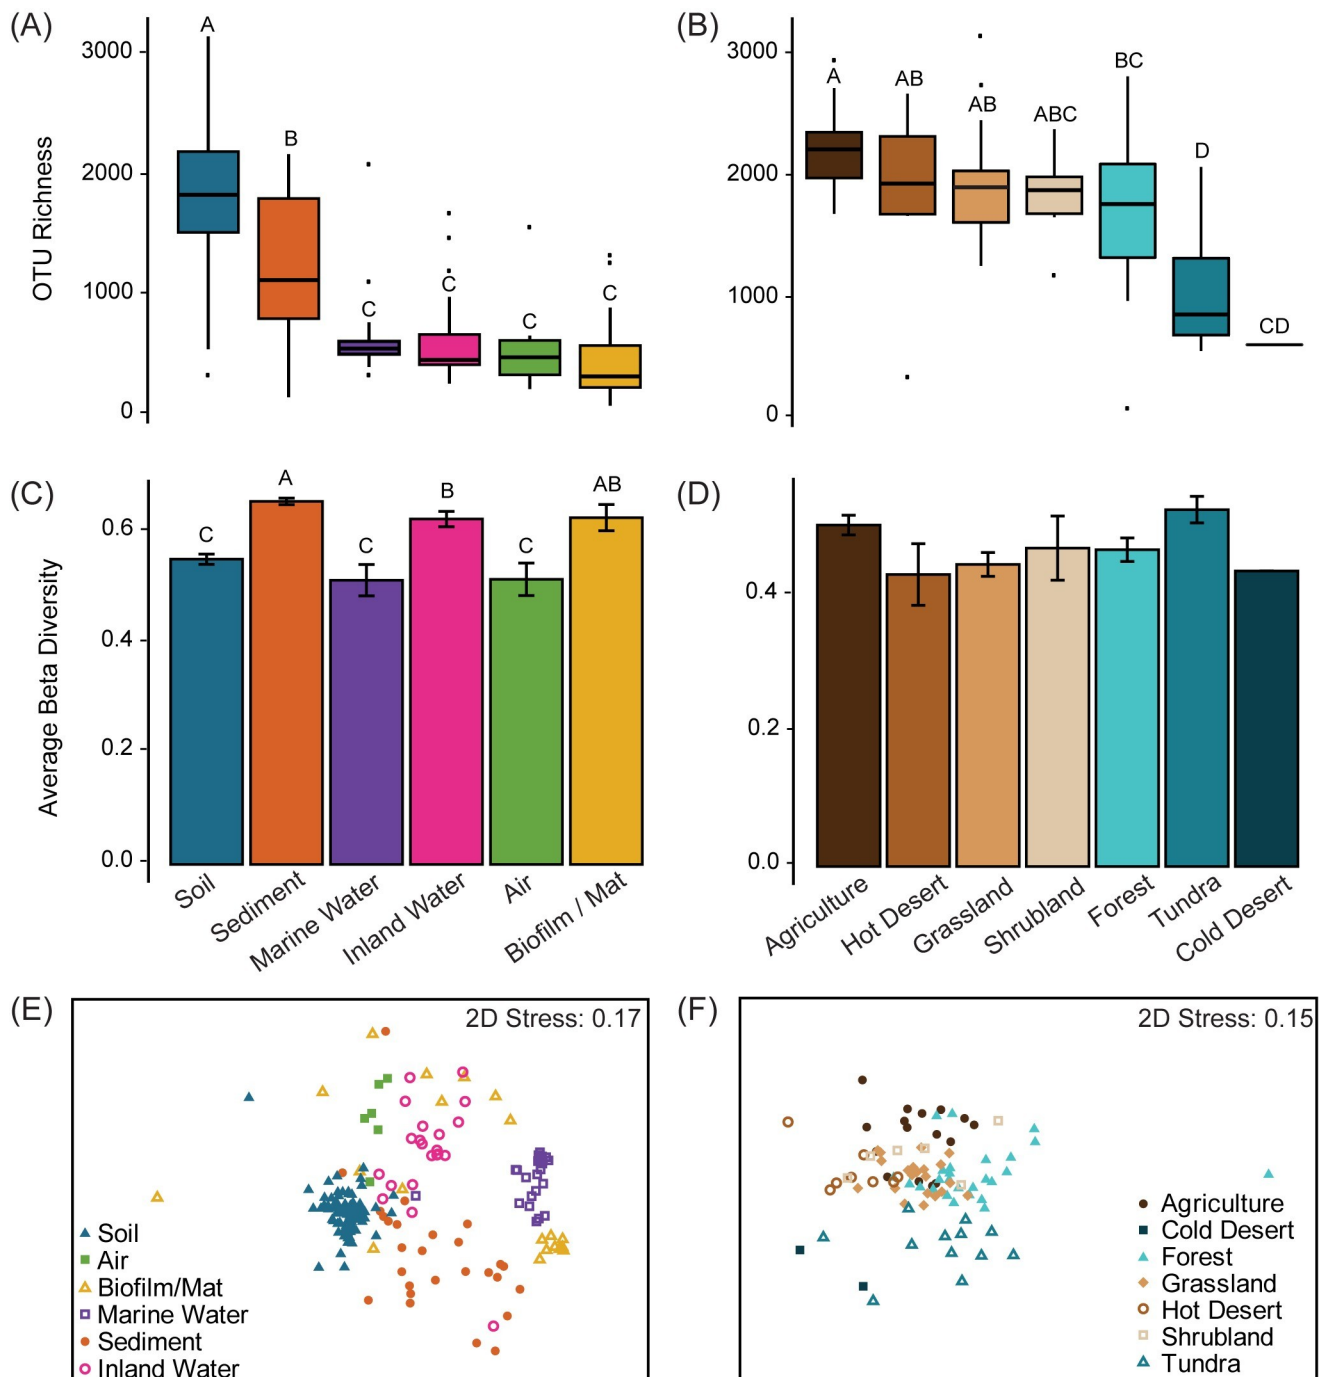 (A)
OTU Richness
3000
2000
1000
0
A
B
C
C
C
C
(B)
3000
2000
1000
0
A
AB
AB
ABC
BC
D
CD
(C)
Average Beta Diversity
0.6
0.4
0.2
0.0
C
A
C
B
C
AB
Soil
Sediment
Marine Water
Inland Water
Air
Biofilm / Mat
(D)
0.4
0.2
0.0
Agriculture
Hot Desert
Grassland
Shrubland
Forest
Tundra
Cold Desert
(E)
2D Stress: 0.17
Soil
Air
Biofilm/Mat
Marine Water
Sediment
Inland Water
(F)
2D Stress: 0.15
Agriculture
Cold Desert
Forest
Grassland
Hot Desert
Shrubland
Tundra